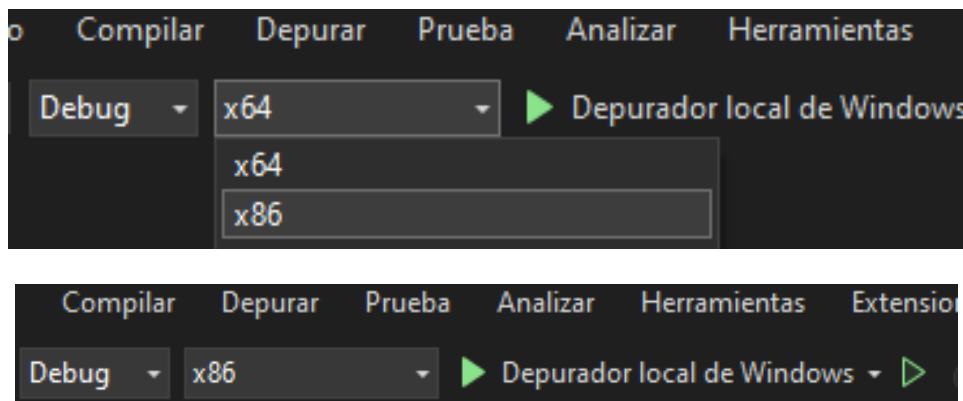 o Compilar Depurar Prueba Analizar Herramientas
Debug x64 Depurador local de Windows
x64
x86
Compilar Depurar Prueba Analizar Herramientas Extension
Debug x86 Depurador local de Windows